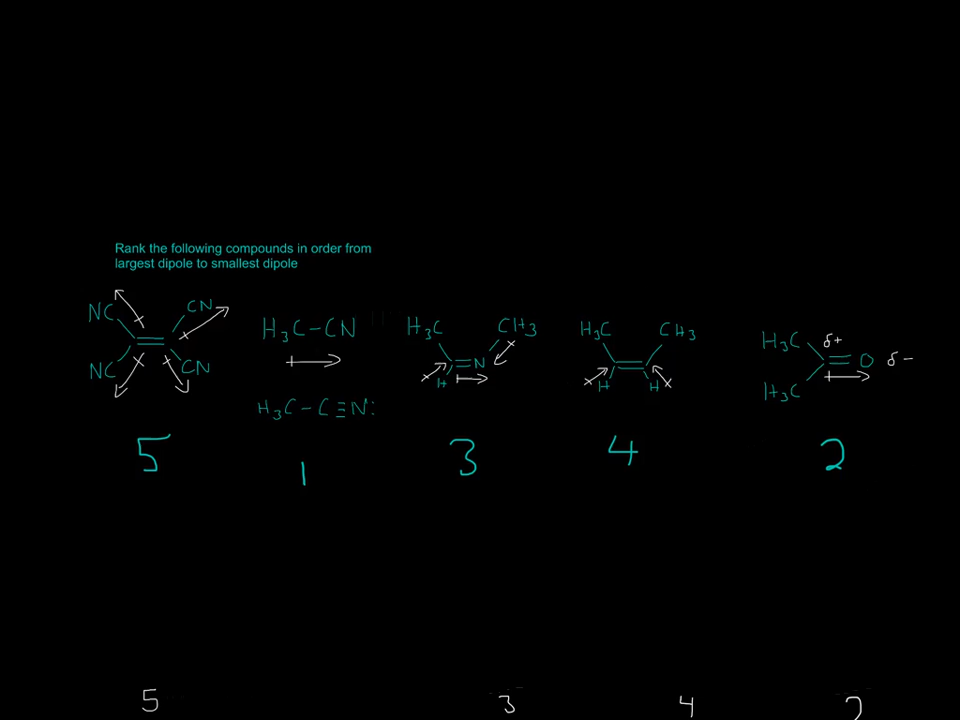 Rank the following compounds in order from
largest dipole to smallest dipole
NC CN
NC CN
H3C-CN
H3C-C≡N:
H3C CH3
=N
H
H3C CH3
H H
H3C δ+
=O δ-
H3C
5 1 3 4 2
5 3 4 2